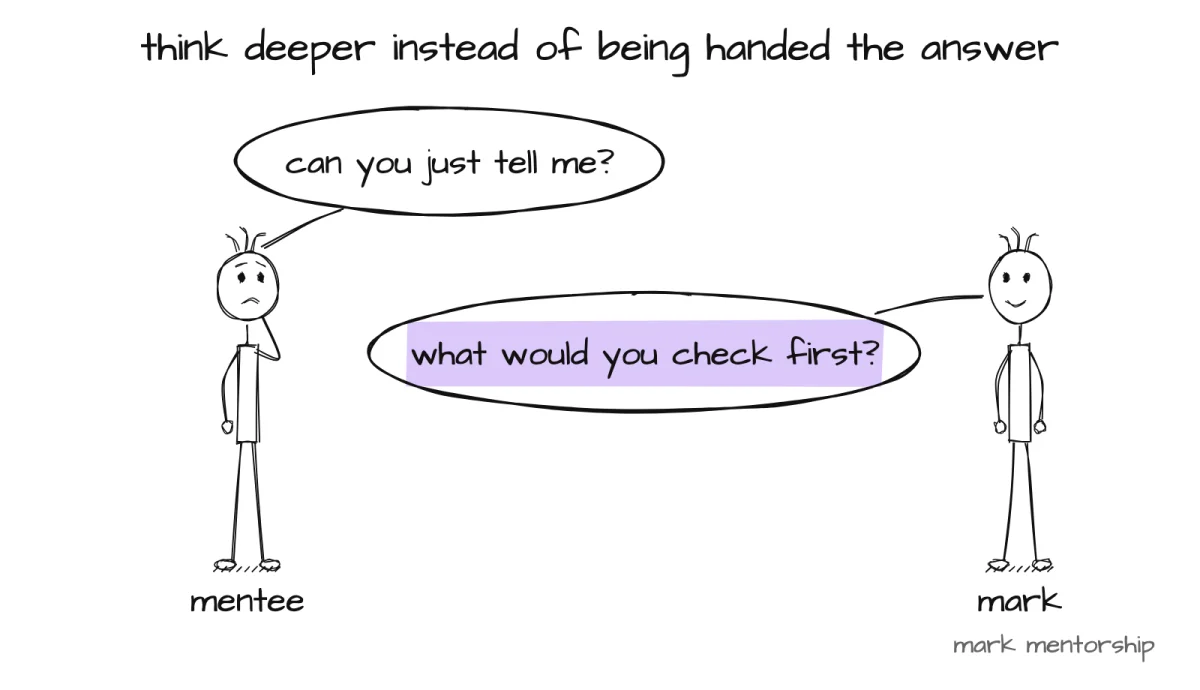 think deeper instead of being handed the answer
can you just tell me?
what would you check first?
mentee
mark
mark mentorship